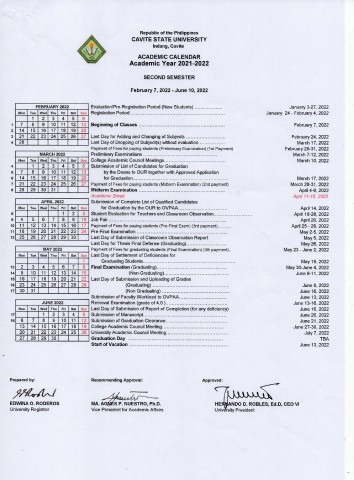 Republic of the Philippines
CAVITE STATE UNIVERSITY
Indang, Cavite
ACADEMIC CALENDAR
Academic Year 2021-2022
SECOND SEMESTER
February 7, 2022 - June 10, 2022
FEBRUARY 2022
Mon Tue Wed Thu Fri Sat Sun
1 2 3 4 5 6
1 7 8 9 10 11 12 13
2 14 15 16 17 18 19 20
3 21 22 23 24 25 26 27
4 28
MARCH 2022
Mon Tue Wed Thu Fri Sat Sun
1 2 3 4 5 6
7 8 9 10 11 12 13
14 15 16 17 18 19 20
21 22 23 24 25 26 27
28 29 30 31
APRIL 2022
Mon Tue Wed Thu Fri Sat Sun
1 2 3
4 5 6 7 8 9 10
11 12 13 14 15 16 17
18 19 20 21 22 23 24
25 26 27 28 29 30
MAY 2022
Mon Tue Wed Thu Fri Sat Sun
1
2 3 4 5 6 7 8
9 10 11 12 13 14 15
16 17 18 19 20 21 22
23 24 25 26 27 28 29
30 31
JUNE 2022
Mon Tue Wed Thu Fri Sat Sun
1 2 3 4 5
6 7 8 9 10 11 12
13 14 15 16 17 18 19
20 21 22 23 24 25 26
27 28 29 30
Evaluation/Pre-Registration Period (New Students) January 3-27, 2022
Registration Period January 24 - February 4, 2022
Beginning of Classes February 7, 2022
Last Day for Adding and Changing of Subjects February 24, 2022
Last Day of Dropping of Subject(s) without evaluation March 17, 2022
Payment of Fees for paying students (Preliminary Examination) (1st Payment) February 28-31, 2022
Preliminary Examinations March 7-12, 2022
College Academic Council Meetings March 10, 2022
Submission of List of Candidates for Graduation
by the Deans to OUR together with Approved Application
for Graduation March 17, 2022
Payment of Fees for paying students (Midterm Examination) (2nd payment) March 28-31, 2022
Midterm Examination April 4-9, 2022
Academic Break April 11-16, 2022
Submission of Complete List of Qualified Candidates
for Graduation by the OUR to OVPAA April 14, 2022
Student Evaluation for Teachers and Classroom Observation April 18-28, 2022
Job Fair April 20, 2022
Payment of Fees for paying students (Pre-Final Exam) (3rd payment) April 25 - 28, 2022
Pre-Final Examination May 2-6, 2022
Last Day of Submission of Classroom Observation Report May 5, 2022
Last Day for Thesis Final Defense (Graduating) May 26, 2022
Payment of Fees for graduating students (Final Examination) (4th payment) May 23 - June 2, 2022
Last Day of Settlement of Deficiencies for
Graduating Students May 19, 2022
Final Examination (Graduating) May 30-June 4, 2022
(Non-Graduating) June 6-11, 2022
Last Day of Submission and Uploading of Grades
(Graduating) June 9, 2022
(Non-Graduating) June 16, 2022
Submission of Faculty Workload to OVPAA June 13, 2022
Removal Examination (grade of 4.0) June 13-16, 2022
Last Day of Submission of Report of Completion (for any deficiency) June 16, 2022
Submission of Manuscript June 20, 2022
Submission of Graduation Clearance June 21, 2022
College Academic Council Meeting June 27-30, 2022
University Academic Council Meeting July 7, 2022
Graduation Day TBA
Start of Vacation June 13, 2022
Prepared by: Recommending Approval: Approved:
EDWINA O. RODEROS MA. AGNES P. NUESTRO, Ph.D. HERNANDO D. ROBLES, Ed.D, CEO VI
University Registrar Vice President for Academic Affairs University President